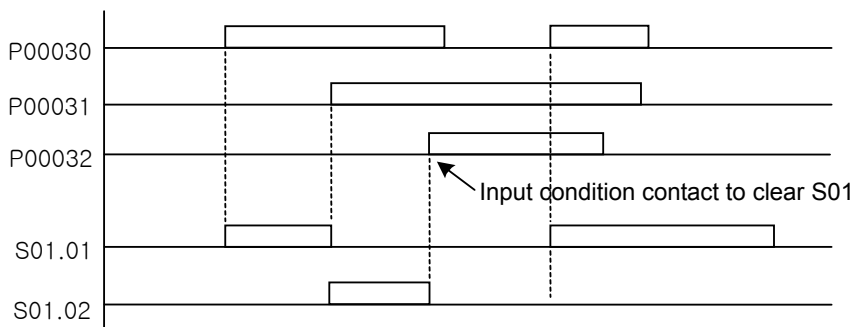 P00030
P00031
P00032
Input condition contact to clear S01
S01.01
S01.02